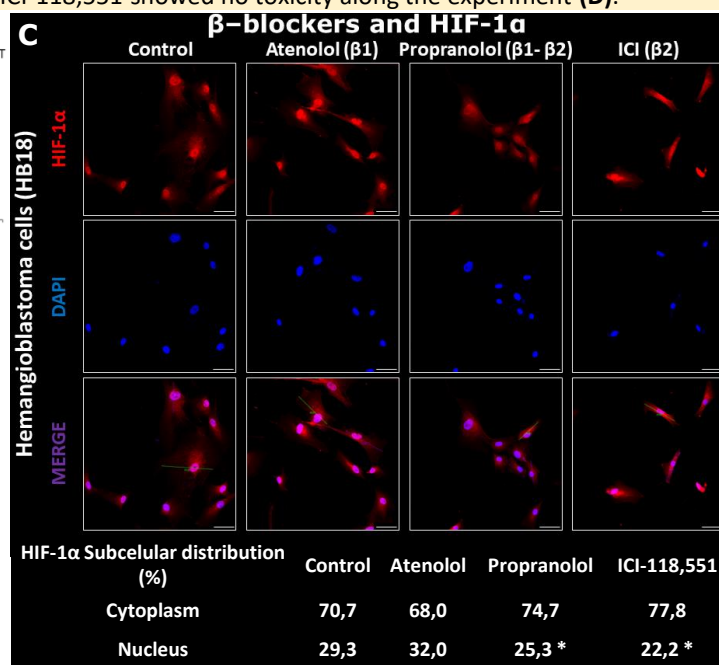 118,551 showed no toxicity along the experiment (D).
C
β–blockers and HIF-1α
Control Atenolol (β1) Propranolol (β1- β2) ICI (β2)
Hemangioblastoma cells (HB18)
HIF-1α
DAPI
MERGE
HIF-1α Subcelular distribution
(%)
Control Atenolol Propranolol ICI-118,551
Cytoplasm 70,7 68,0 74,7 77,8
Nucleus 29,3 32,0 25,3 * 22,2 *